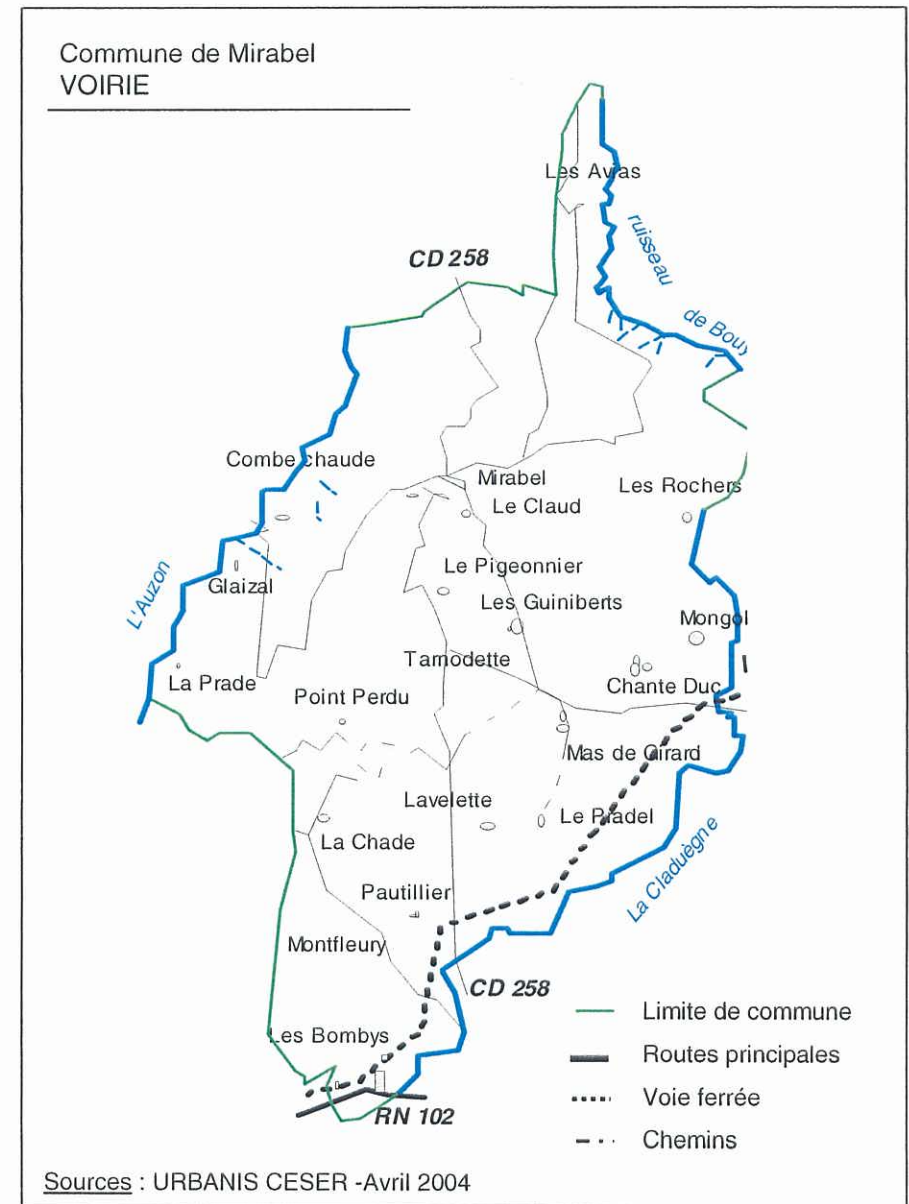 Commune de Mirabel
VOIRIE
Les Avias
ruisseau
de Bouy
CD 258
Combe chaude
Mirabel
Les Rochers
Le Claud
L'Auzon
Glaizal
Le Pigeonnier
Les Guiniberts
Mongol
Tamodette
La Prade
Chante Duc
Point Perdu
Mas de Girard
Lavelette
Le Pradel
La Chade
La Claduègne
Pautillier
Montfleury
CD 258
Les Bombys
RN 102
Limite de commune
Routes principales
Voie ferrée
Chemins
Sources : URBANIS CESER -Avril 2004